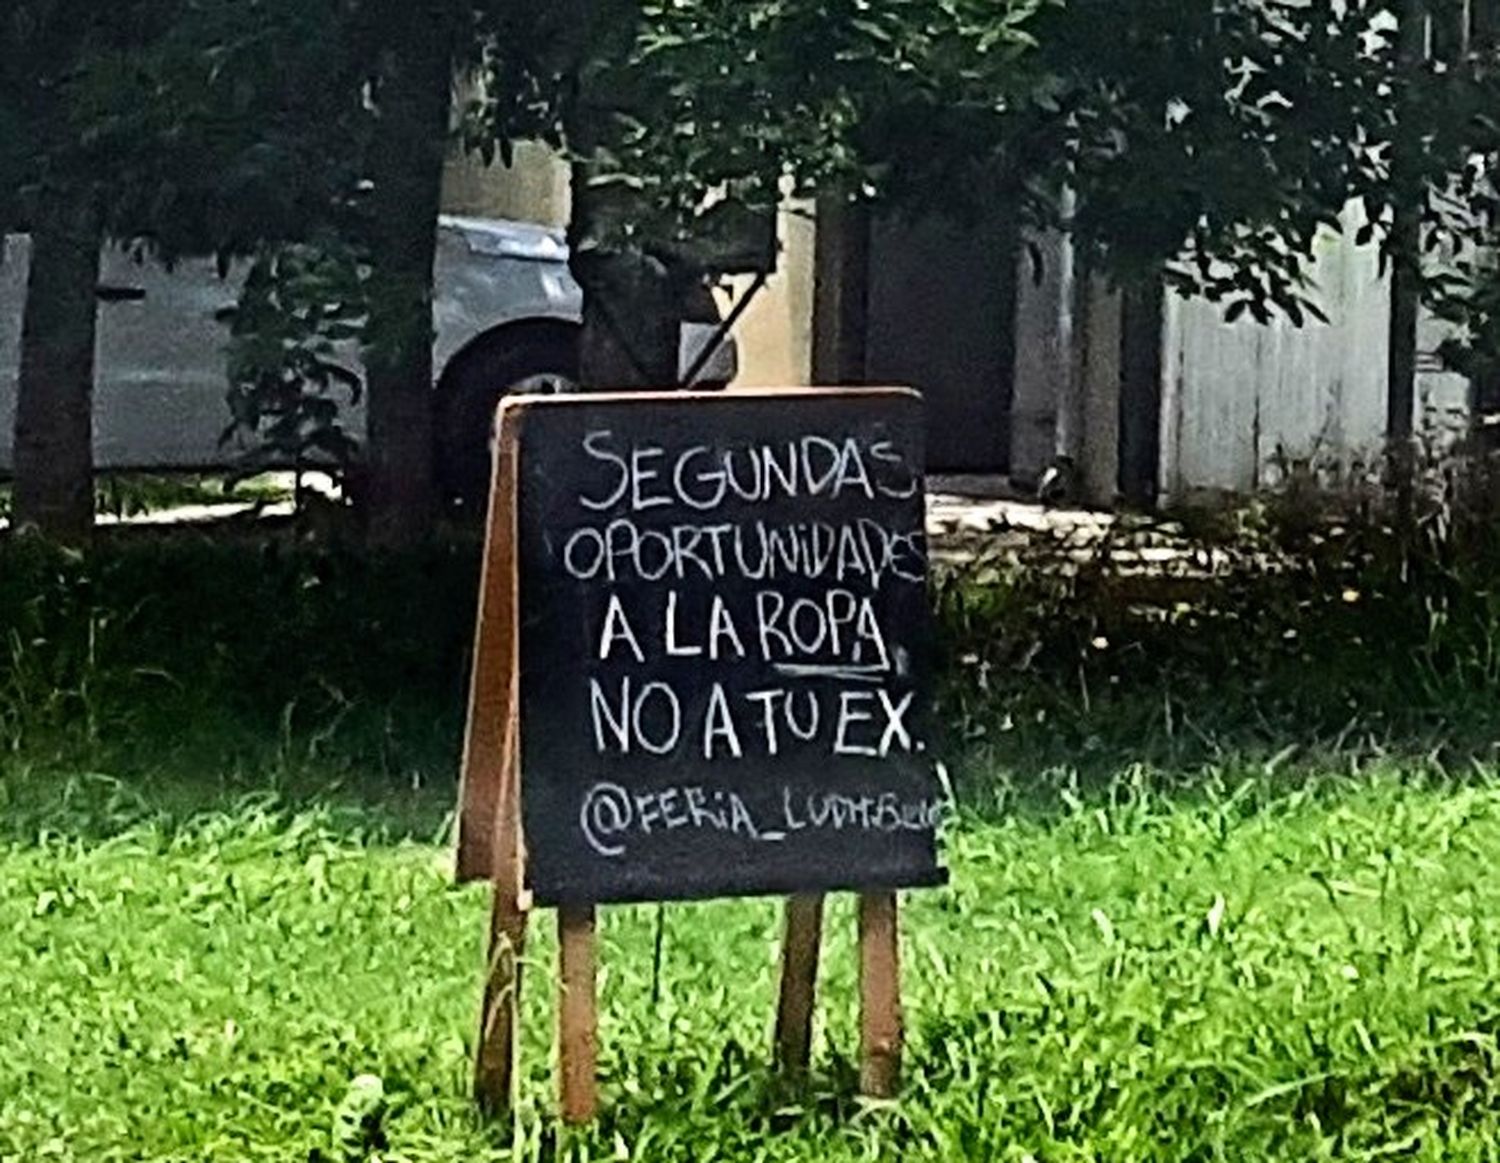 SEGUNDAS
OPORTUNIDADES
A LA ROPA,
NO A TU EX.